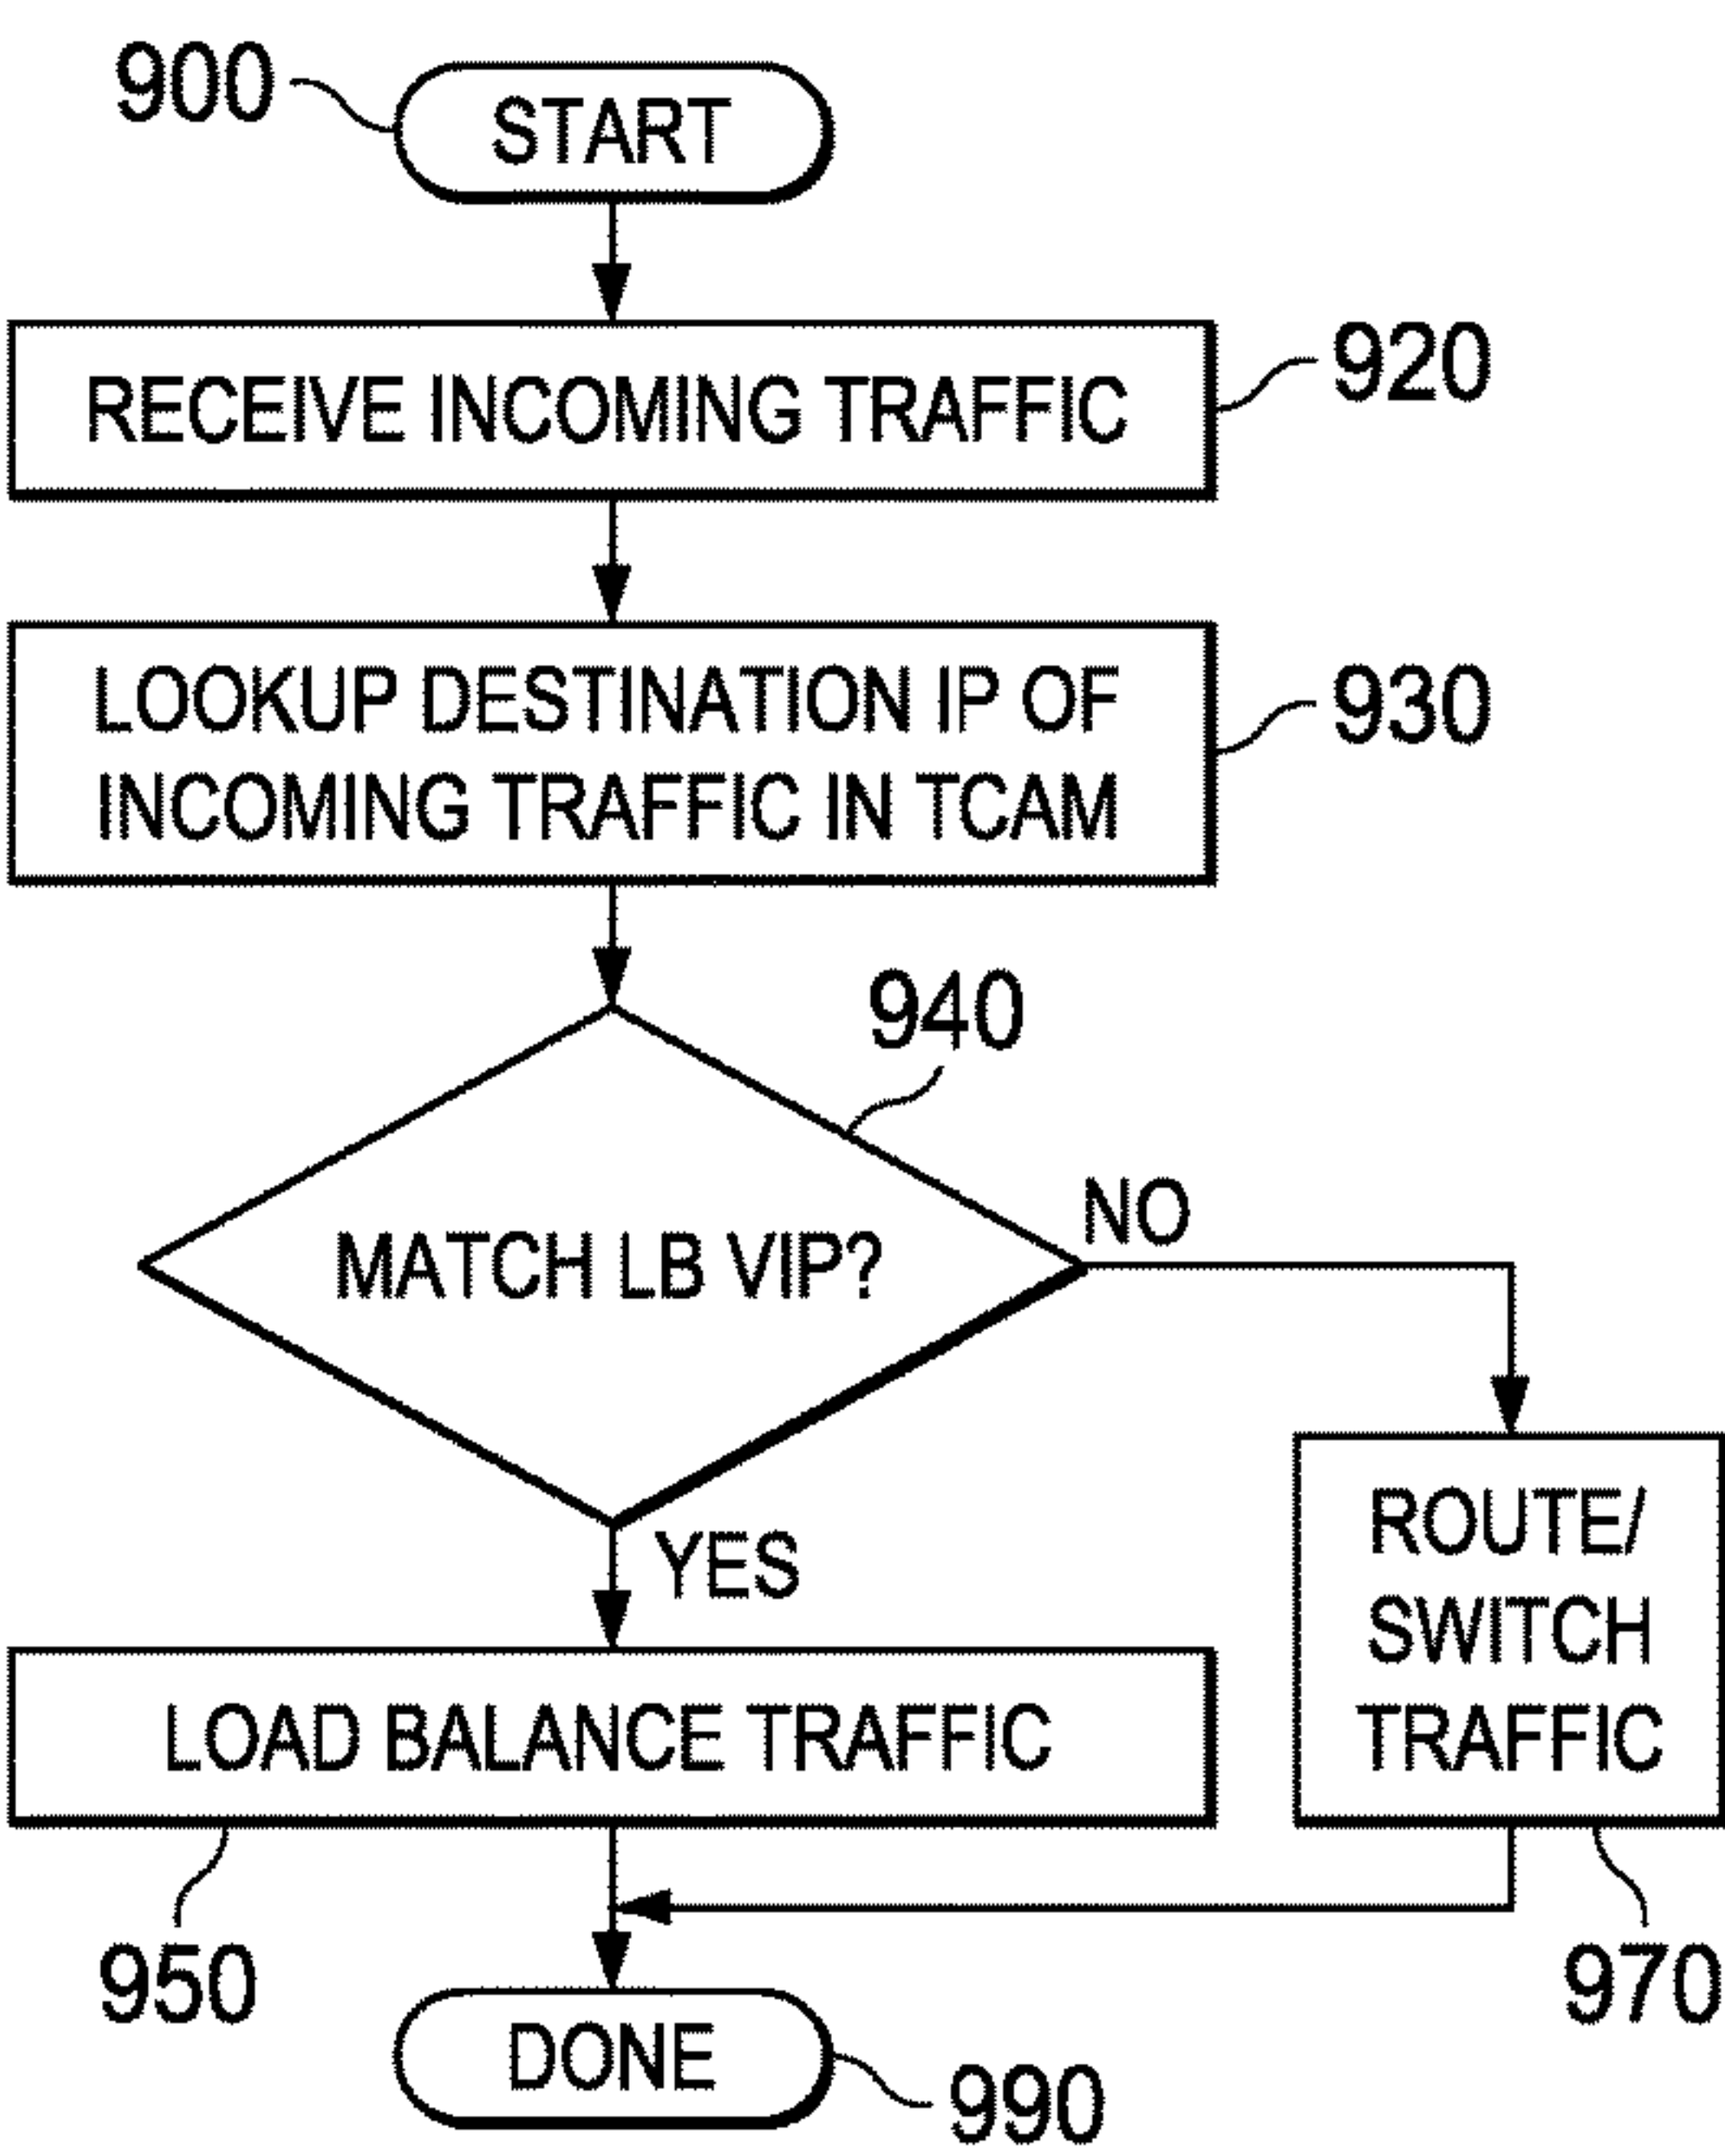 900
START
RECEIVE INCOMING TRAFFIC
920
LOOKUP DESTINATION IP OF
INCOMING TRAFFIC IN TCAM
930
940
MATCH LB VIP?
NO
YES
ROUTE/
SWITCH
TRAFFIC
LOAD BALANCE TRAFFIC
950
970
DONE
990